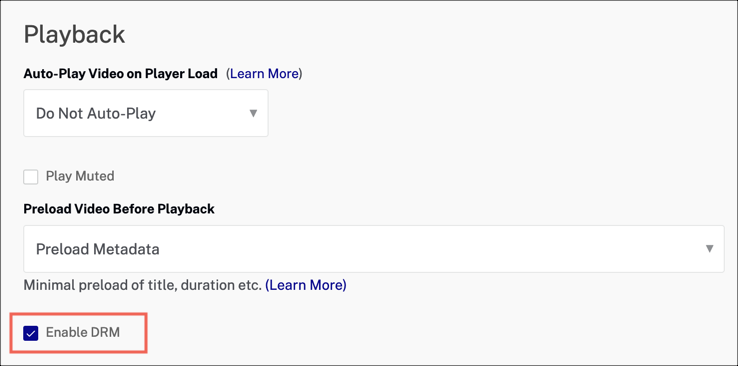 Playback
Auto-Play Video on Player Load (Learn More)
Do Not Auto-Play
Play Muted
Preload Video Before Playback
Preload Metadata
Minimal preload of title, duration etc. (Learn More)
Enable DRM